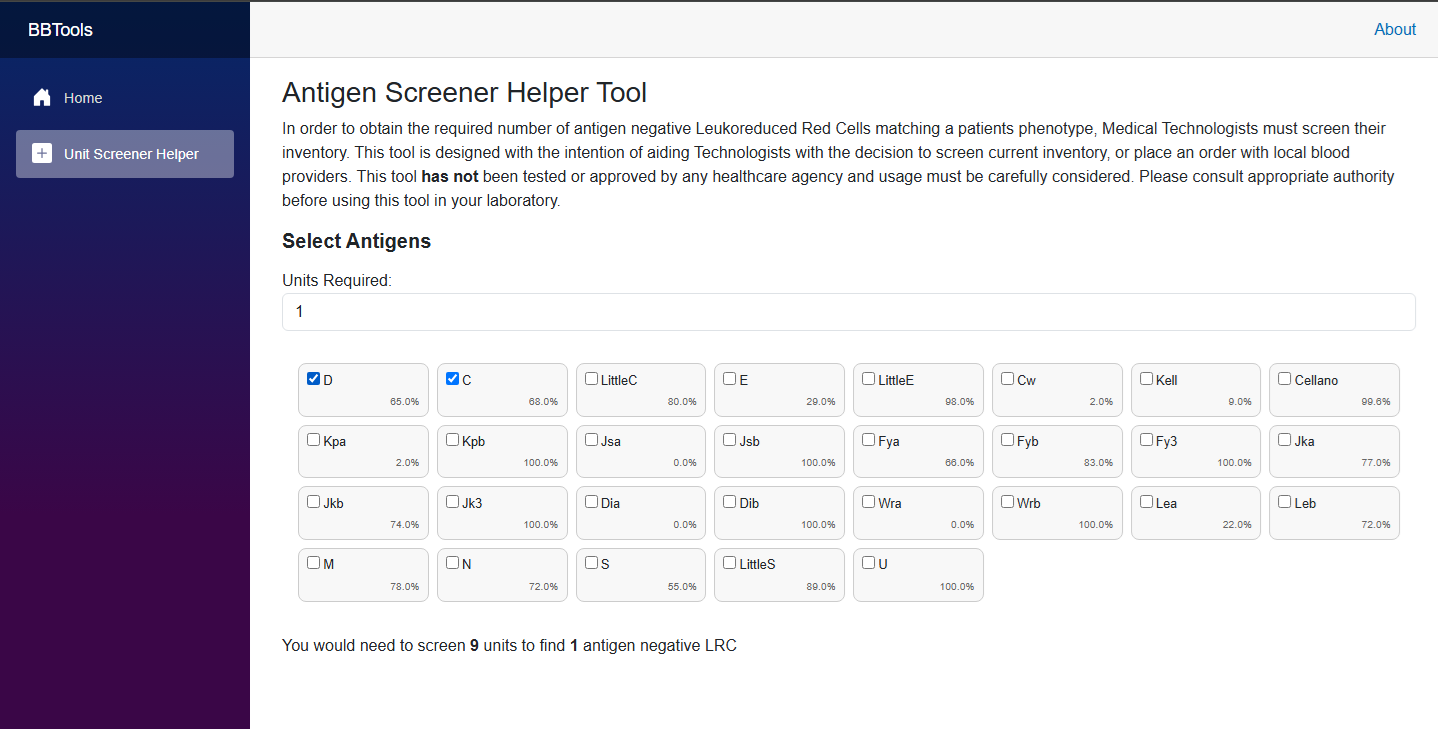 BBTools
About
Home
Unit Screener Helper
Antigen Screener Helper Tool
In order to obtain the required number of antigen negative Leukoreduced Red Cells matching a patients phenotype, Medical Technologists must screen their
inventory. This tool is designed with the intention of aiding Technologists with the decision to screen current inventory, or place an order with local blood
providers. This tool has not been tested or approved by any healthcare agency and usage must be carefully considered. Please consult appropriate authority
before using this tool in your laboratory.
Select Antigens
Units Required:
1
D C LittleC E LittleE Cw Kell Cellano
65.0% 68.0% 80.0% 29.0% 98.0% 2.0% 9.0% 99.6%
Kpa Kpb Jsa Jsb Fya Fyb Fy3 Jka
2.0% 100.0% 0.0% 100.0% 66.0% 83.0% 100.0% 77.0%
Jkb Jk3 Dia Dib Wra Wrb Lea Leb
74.0% 100.0% 0.0% 100.0% 0.0% 100.0% 22.0% 72.0%
M N S LittleS U
78.0% 72.0% 55.0% 89.0% 100.0%
You would need to screen 9 units to find 1 antigen negative LRC